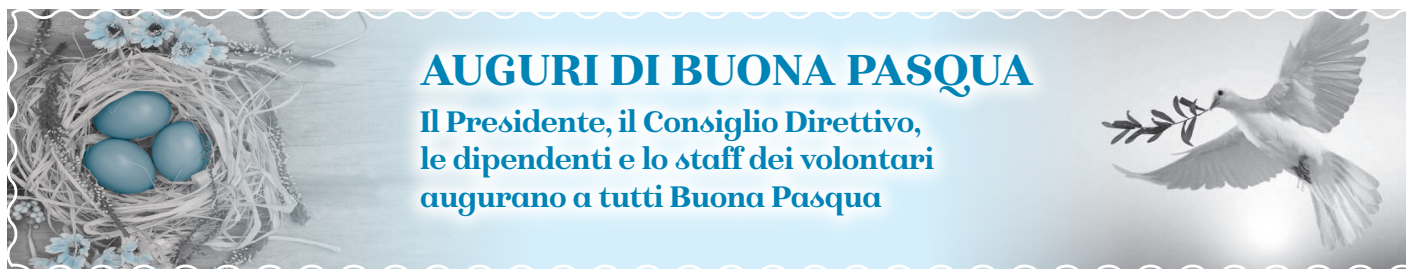 AUGURI DI BUONA PASQUA
Il Presidente, il Consiglio Direttivo,
le dipendenti e lo staff dei volontari
augurano a tutti Buona Pasqua